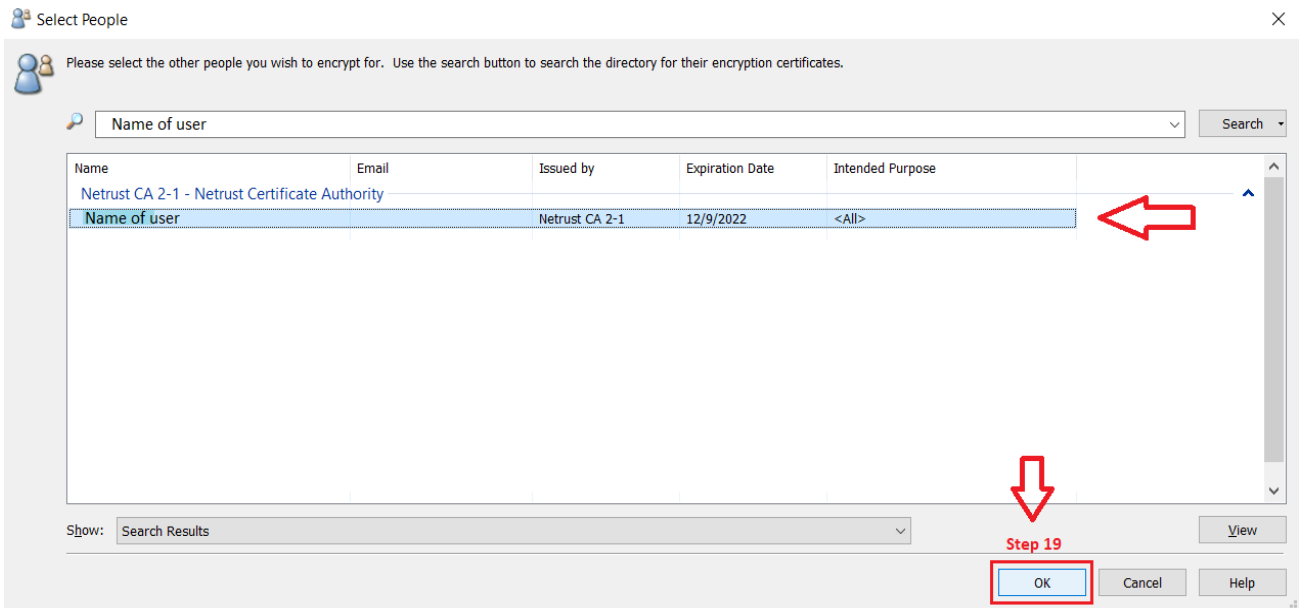 Select People
Please select the other people you wish to encrypt for. Use the search button to search the directory for their encryption certificates.
Name of user Search
Name Email Issued by Expiration Date Intended Purpose
Netrust CA 2-1 - Netrust Certificate Authority
Name of user Netrust CA 2-1 12/9/2022 <All>
Show: Search Results View
Step 19
OK Cancel Help